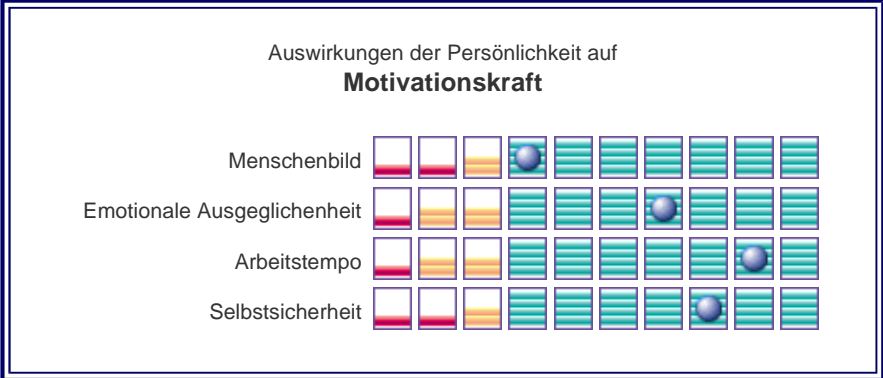 Auswirkungen der Persönlichkeit auf
Motivationskraft
Menschenbild
Emotionale Ausgeglichenheit
Arbeitstempo
Selbstsicherheit